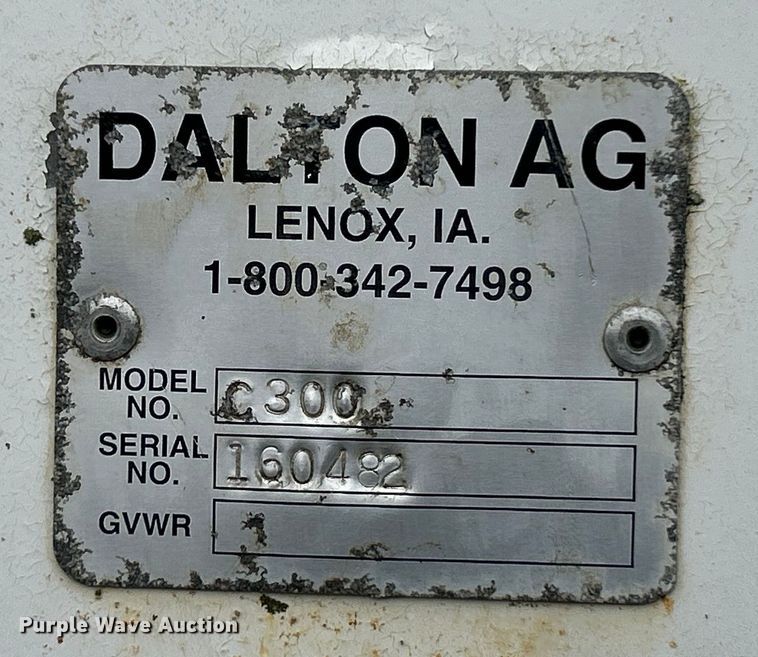 DALTON AG
LENOX, IA.
1-800-342-7498
MODEL NO. C300
SERIAL NO. 160482
GVWR
Purple Wave Auction